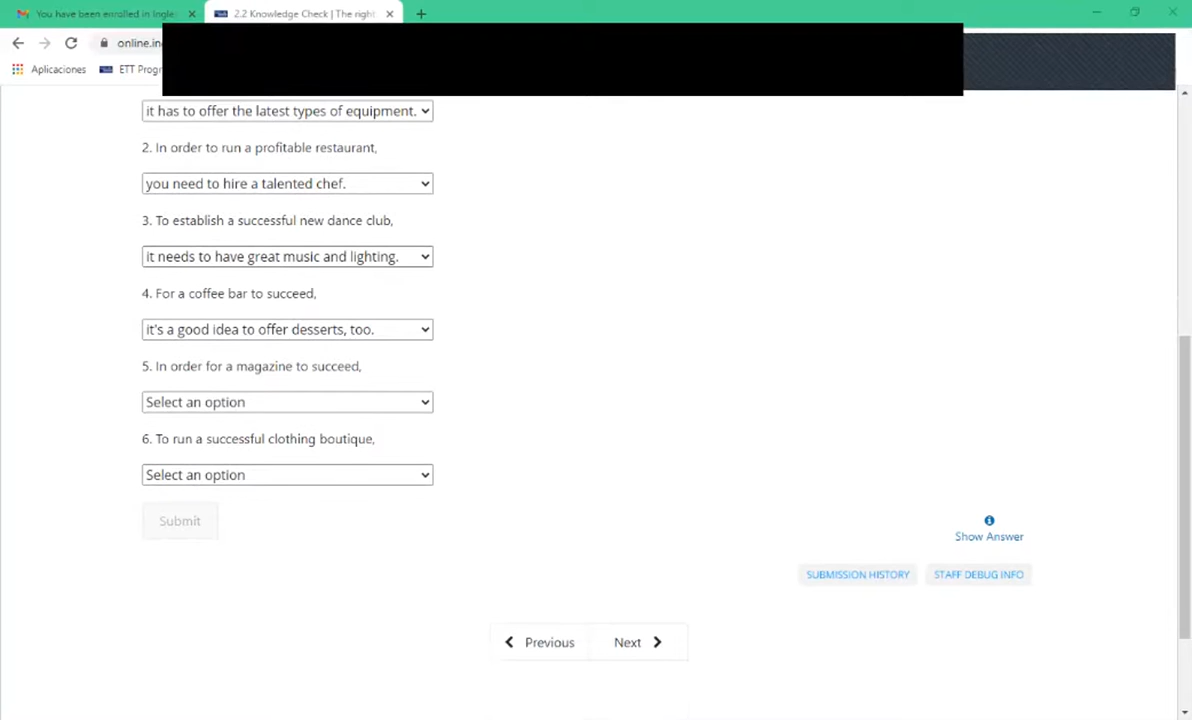 You have been enrolled in Ingle
2.2 Knowledge Check | The right
online.in
Aplicaciones
ETT Progr
it has to offer the latest types of equipment.
2. In order to run a profitable restaurant,
you need to hire a talented chef.
3. To establish a successful new dance club,
it needs to have great music and lighting.
4. For a coffee bar to succeed,
it's a good idea to offer desserts, too.
5. In order for a magazine to succeed,
Select an option
6. To run a successful clothing boutique,
Select an option
Submit
Show Answer
SUBMISSION HISTORY
STAFF DEBUG INFO
Previous
Next